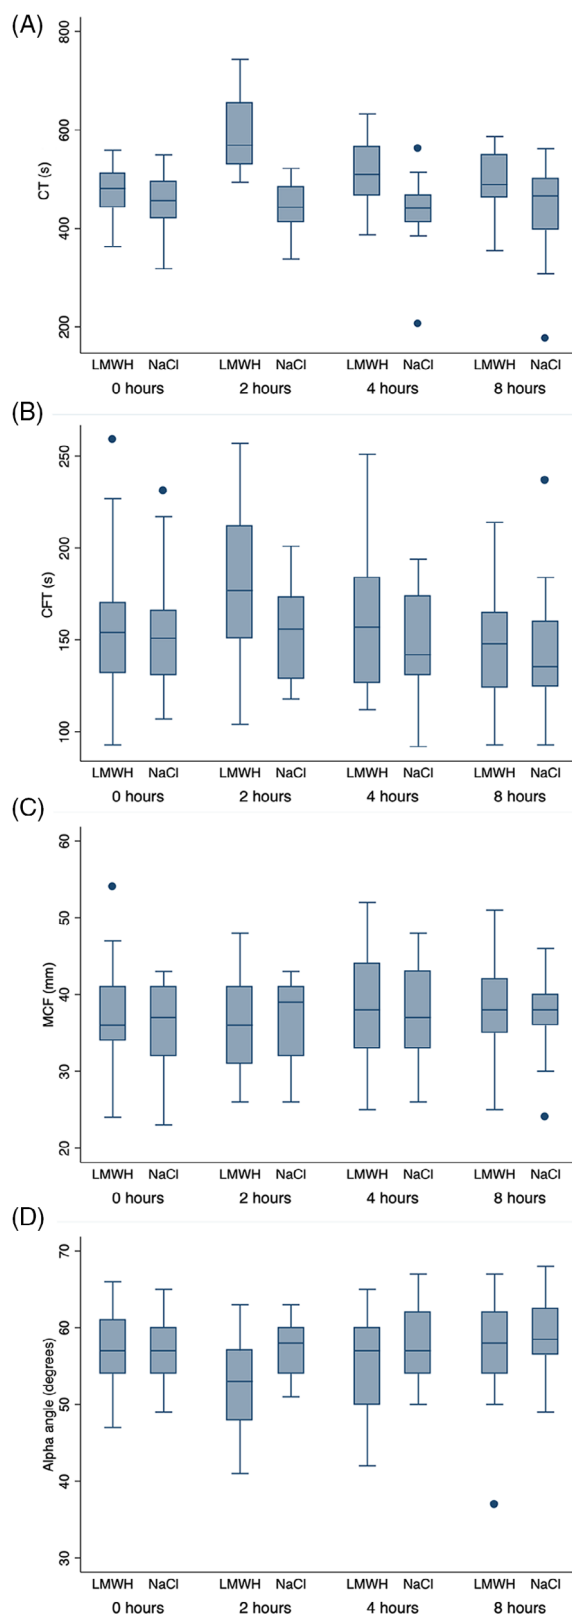 (A)
CT (s)
800
600
400
200
LMWH NaCl LMWH NaCl LMWH NaCl LMWH NaCl
0 hours 2 hours 4 hours 8 hours
(B)
CFT (s)
250
200
150
100
LMWH NaCl LMWH NaCl LMWH NaCl LMWH NaCl
0 hours 2 hours 4 hours 8 hours
(C)
MCF (mm)
60
50
40
30
20
LMWH NaCl LMWH NaCl LMWH NaCl LMWH NaCl
0 hours 2 hours 4 hours 8 hours
(D)
Alpha angle (degrees)
70
60
50
40
30
LMWH NaCl LMWH NaCl LMWH NaCl LMWH NaCl
0 hours 2 hours 4 hours 8 hours